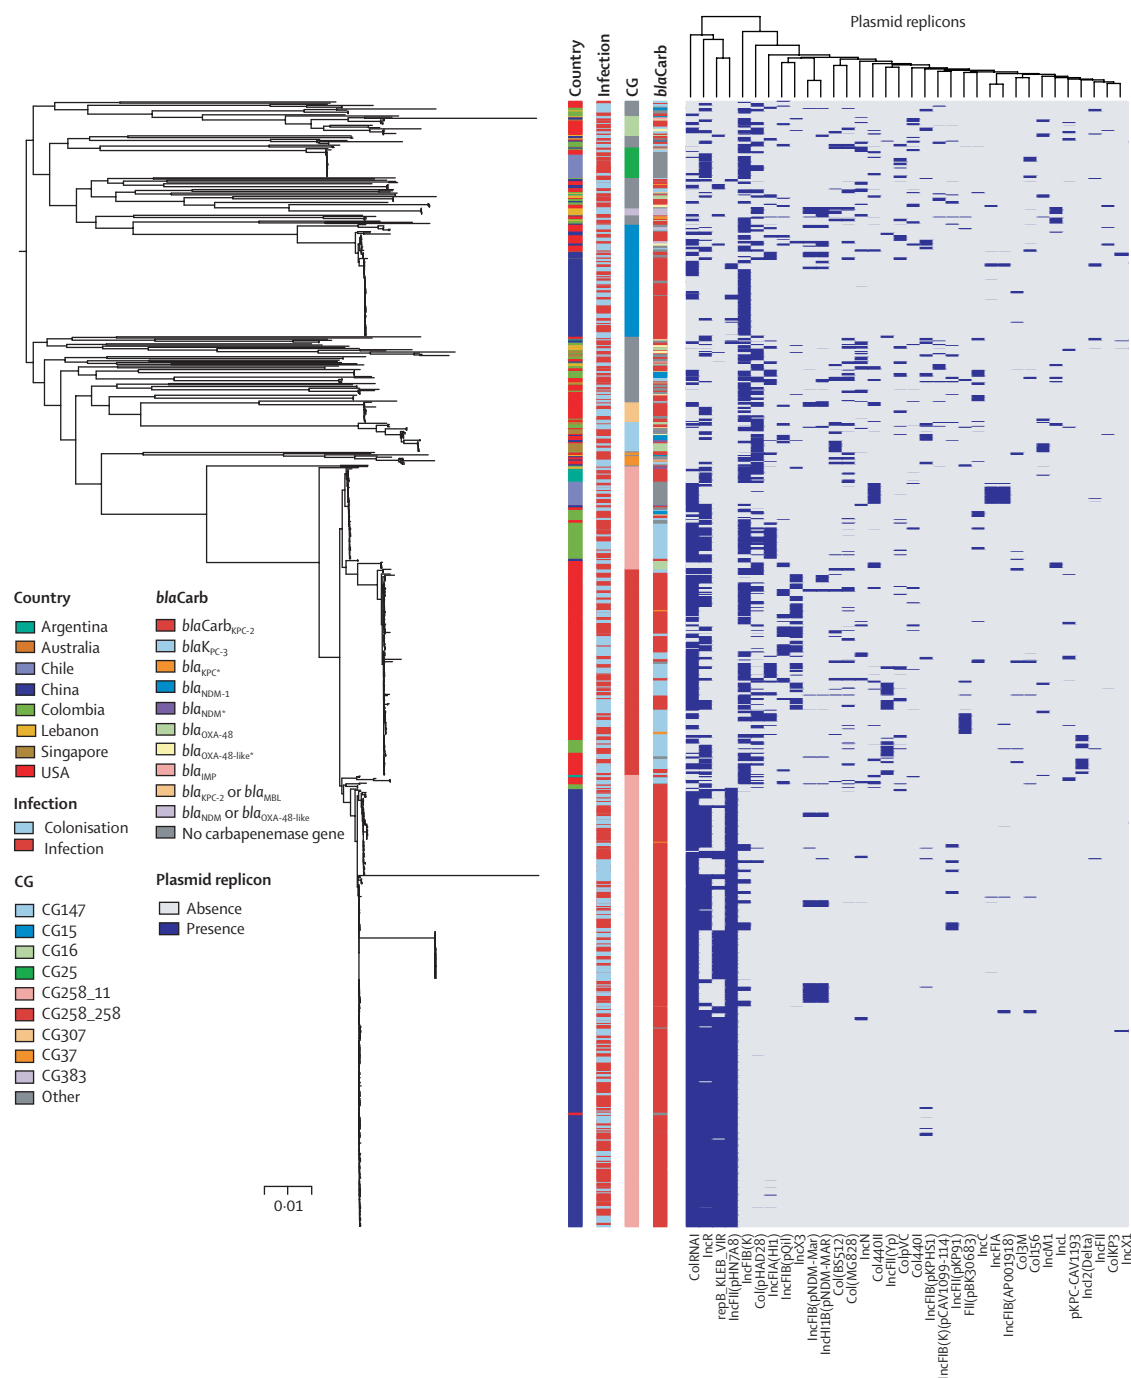 Plasmid replicons
Country
Infection
CG
blaCarb
Country
Argentina
Australia
Chile
China
Colombia
Lebanon
Singapore
USA
Infection
Colonisation
Infection
CG
CG147
CG15
CG16
CG25
CG258_11
CG258_258
CG307
CG37
CG383
Other
blaCarb
blaCarbKPC-2
blaKPC-3
blaKPC*
blaNDM-1
blaNDM*
blaOXA-48
blaOXA-48-like*
blaIMP
blaKPC-2 or blaMBL
blaNDM or blaOXA-48-like
No carbapenemase gene
Plasmid replicon
Absence
Presence
0·01
ColRNAI
IncR
repB_KLEB_VIR
IncFII(pHN7A8)
IncFIB(K)
Col(pHAD28)
IncFIA(HI1)
IncFIB(pQil)
IncX3
IncFIB(pNDM-Mar)
IncHI1B(pNDM-MAR)
Col(BS512)
Col(MG828)
IncN
Col440II
IncFII(Yp)
ColpVC
Col440I
IncFIB(pKPHS1)
IncFIB(K)(pCAV1099-114)
IncFII(pKP91)
FII(pBK30683)
IncC
IncFIA
IncFIB(AP001918)
Col3M
Col156
IncM1
IncL
pKPC-CAV1193
IncI2(Delta)
IncFII
ColKP3
IncX1